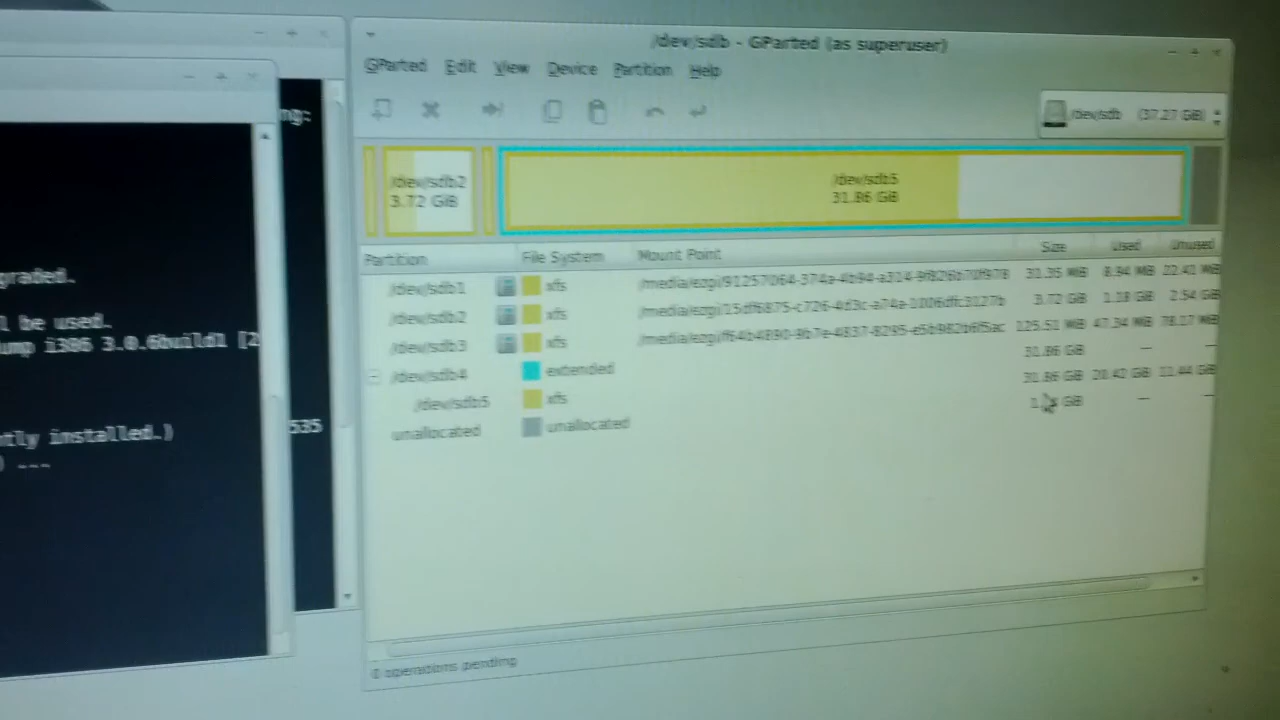 /dev/sdb - GParted (as superuser)
GParted Edit View Device Partition Help
/dev/sdb (37.27 GiB)
/dev/sdb2
3.72 GiB
/dev/sdb5
31.86 GiB
Partition File System Mount Point Size Used Unused
/dev/sdb1 xfs 31.35 MiB 8.94 MiB 22.41 MiB
/dev/sdb2 xfs 3.72 GiB 1.18 GiB 2.54 GiB
/dev/sdb3 xfs 125.51 MiB 47.34 MiB 78.17 MiB
/dev/sdb4 extended 31.86 GiB — —
/dev/sdb5 xfs 31.86 GiB 20.42 GiB 11.44 GiB
unallocated unallocated GiB — —
0 operations pending
ng:
graded.
l be used.
ump i386 3.0.6build1 [2
535
tly installed.)
) ---